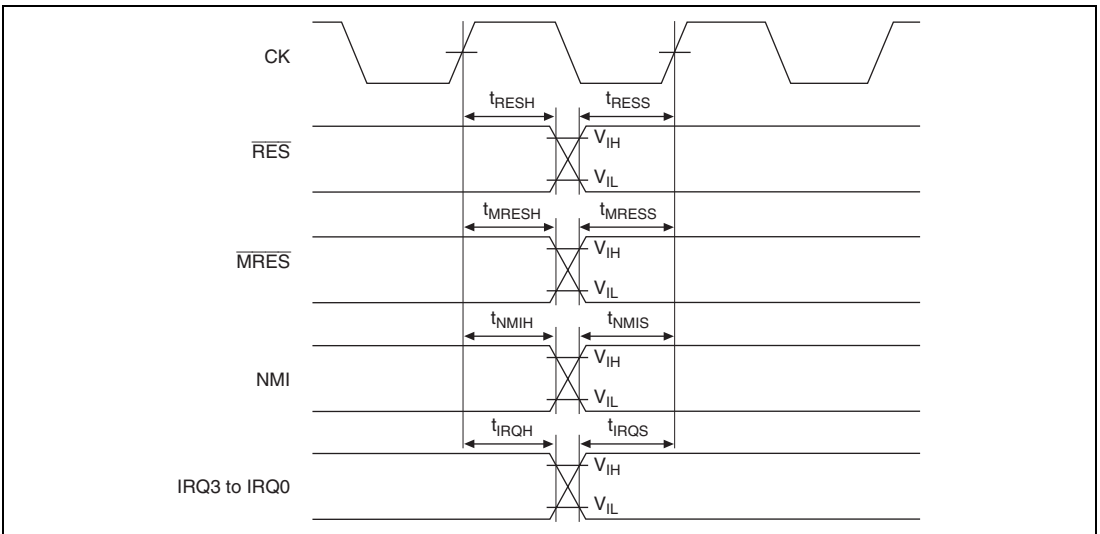 CK
tRESH tRESS
RES
VIH
VIL
tMRESH tMRESS
MRES
VIH
VIL
tNMIH tNMIS
NMI
VIH
VIL
tIRQH tIRQS
IRQ3 to IRQ0
VIH
VIL